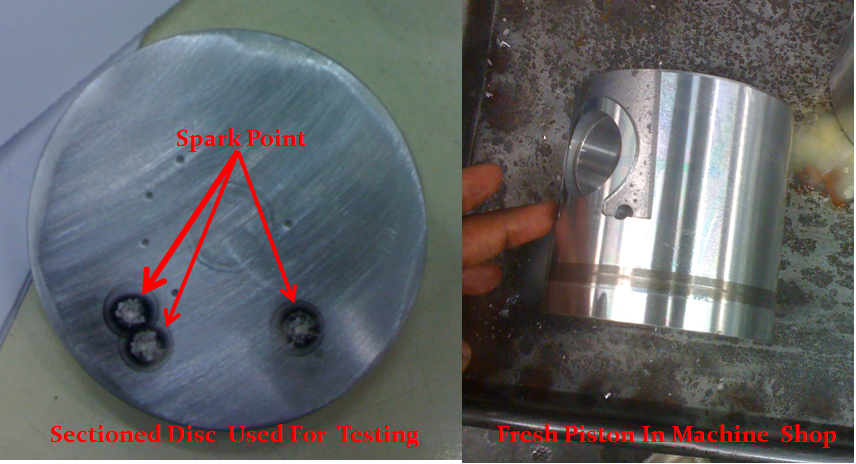 Spark Point
Sectioned Disc Used For Testing
Fresh Piston In Machine Shop